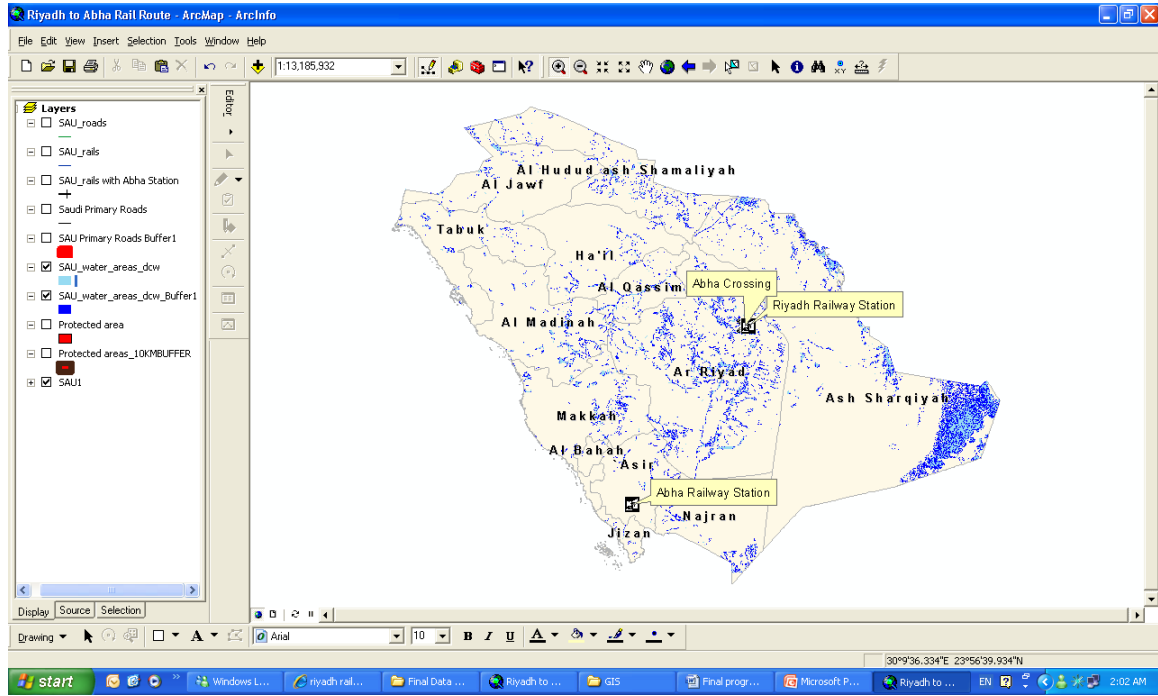 Riyadh to Abha Rail Route - ArcMap - ArcInfo
File Edit View Insert Selection Tools Window Help
1:13,185,932
Layers
SAU_roads
SAU_rails
SAU_rails with Abha Station
Saudi Primary Roads
SAU Primary Roads Buffer1
SAU_water_areas_dcw
SAU_water_areas_dcw_Buffer1
Protected area
Protected areas_10KMBUFFER
SAU1
Editor
Al Hudud ash Shamaliyah
Al Jawf
Tabuk
Ha'il
Al Qassim
Abha Crossing
Riyadh Railway Station
Al Madinah
Ar Riyad
Ash Sharqiyah
Makkah
Al Bahah
`Asir
Abha Railway Station
Najran
Jizan
Display Source Selection
Drawing A Arial 10 B I U A
30°9'36.334"E 23°56'39.934"N
start Windows L... riyadh rail... Final Data ... Riyadh to ... GIS Final progr... Microsoft P... Riyadh to ... EN 2:02 AM